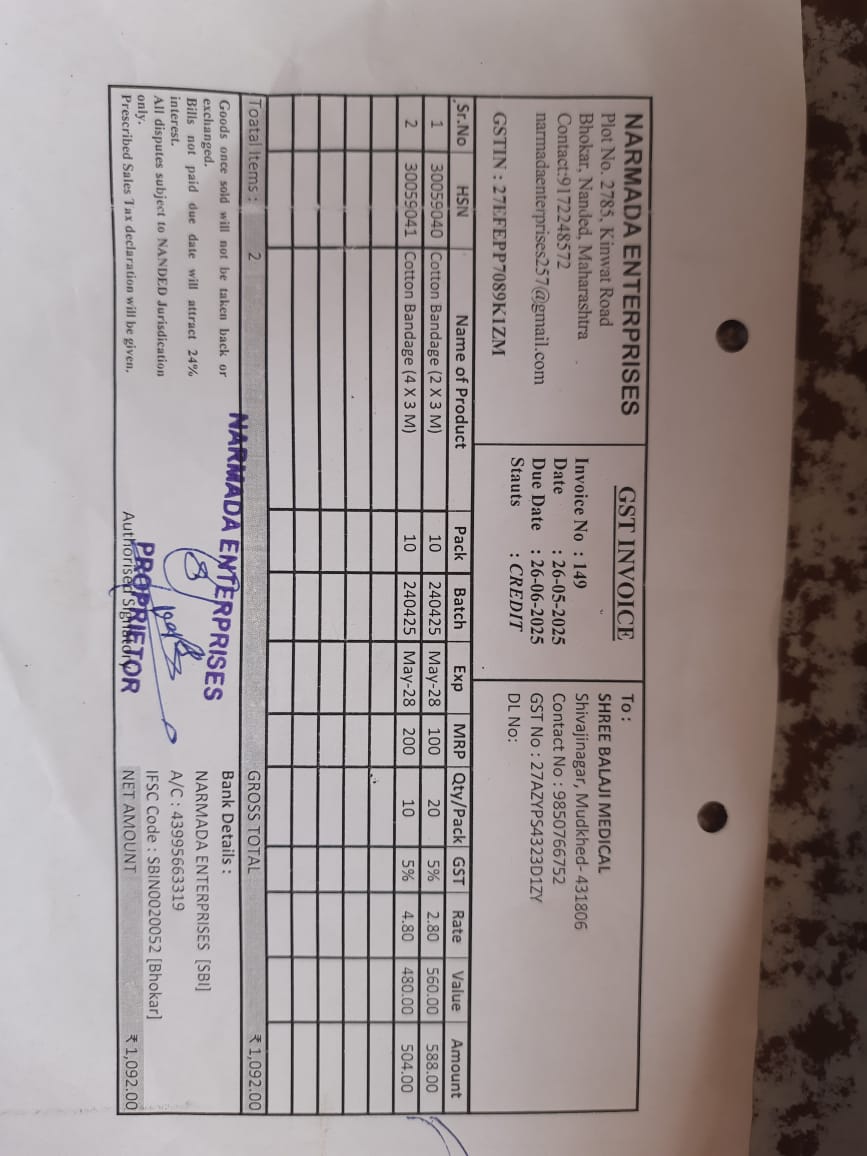 NARMADA ENTERPRISES
Plot No. 2785, Kinwat Road
Bhokar, Nanded, Maharashtra
Contact:9172248572
narmadaenterprises257@gmail.com
GSTIN : 27EFEPP7089K1ZM
GST INVOICE
Invoice No : 149
Date : 26-05-2025
Due Date : 26-06-2025
Stauts : CREDIT
To :
SHREE BALAJI MEDICAL
Shivajinagar, Mudkhed- 431806
Contact No : 9850766752
GST No : 27AZYPS4323D1ZY
DL No:
Sr.No HSN Name of Product Pack Batch Exp MRP Qty/Pack GST Rate Value Amount
1 30059040 Cotton Bandage (2 X 3 M) 10 240425 May-28 100 20 5% 2.80 560.00 588.00
2 30059041 Cotton Bandage (4 X 3 M) 10 240425 May-28 200 10 5% 4.80 480.00 504.00
Toatal Items : 2 GROSS TOTAL ₹ 1,092.00
Goods once sold will not be taken back or
exchanged.
Bills not paid due date will attract 24%
interest.
All disputes subject to NANDED Jurisdication
only.
Prescribed Sales Tax declaration will be given.
NARMADA ENTERPRISES
PROPRIETOR
Authorised Signatory
Bank Details :
NARMADA ENTERPRISES [SBI]
A/C : 43995663319
IFSC Code : SBIN0020052 [Bhokar]
NET AMOUNT ₹ 1,092.00